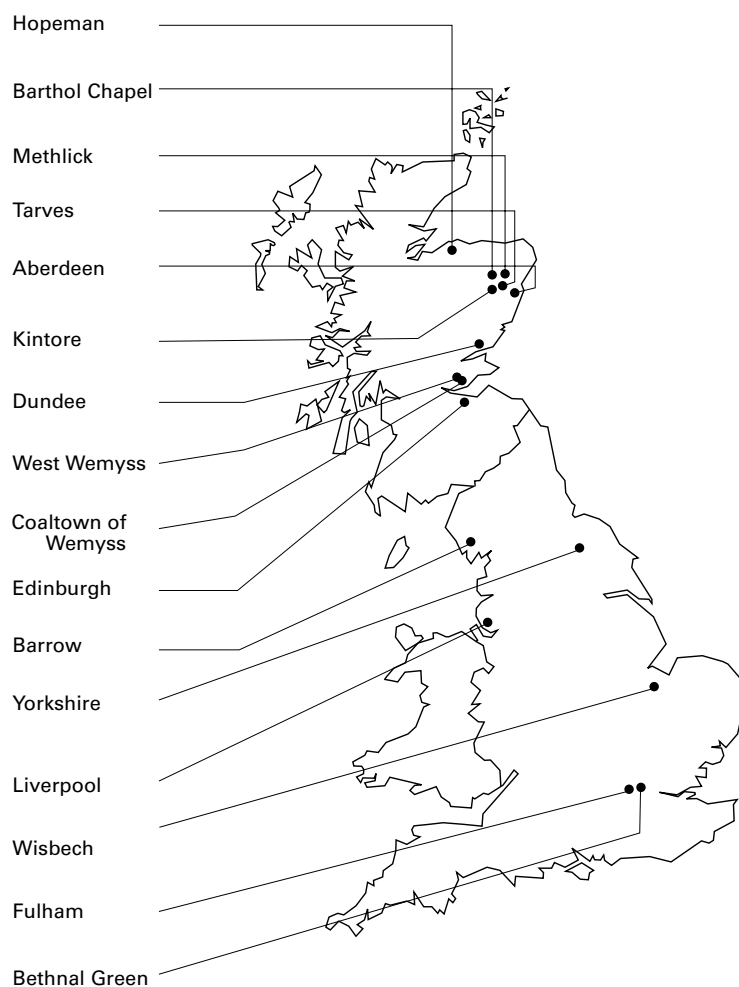 Hopeman
Barthol Chapel
Methlick
Tarves
Aberdeen
Kintore
Dundee
West Wemyss
Coaltown of
Wemyss
Edinburgh
Barrow
Yorkshire
Liverpool
Wisbech
Fulham
Bethnal Green